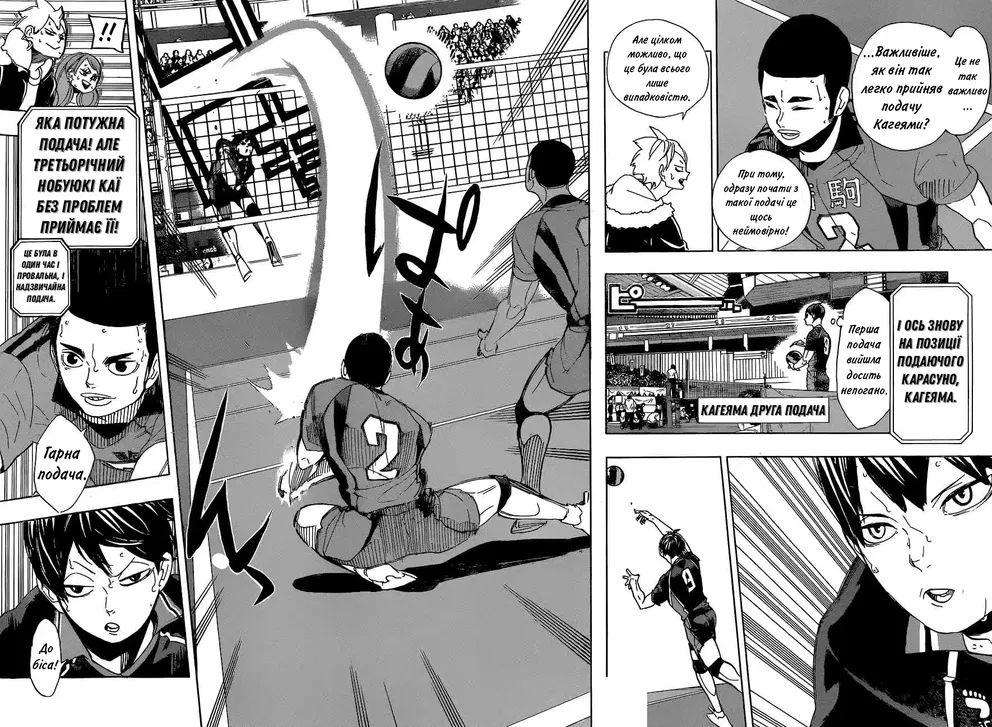 Це не
так
важливо
...
...Важливіше,
як він так
легко прийняв
подачу
Кагеями?
При тому,
одразу почати з
такої подачі це
щось
неймовірно!
駒
Але цілком
можливо, що
це була всього
лише
випадковістю.
І ОСЬ ЗНОВУ
НА ПОЗИЦІЇ
ПОДАЮЧОГО
КАРАСУНО,
КАГЕЯМА.
Перша
подача
вийшла
досить
непогано.
КАГЕЯМА ДРУГА ПОДАЧА
9
2
!!
ЯКА ПОТУЖНА
ПОДАЧА! АЛЕ
ТРЕТЬОРІЧНИЙ
НОБУЮКІ КАЇ
БЕЗ ПРОБЛЕМ
ПРИЙМАЄ ЇЇ!
ЦЕ БУЛА В
ОДИН ЧАС І
ПРОВАЛЬНА, І
НАДЗВИЧАЙНА
ПОДАЧА.
Гарна
подача.
До
біса!